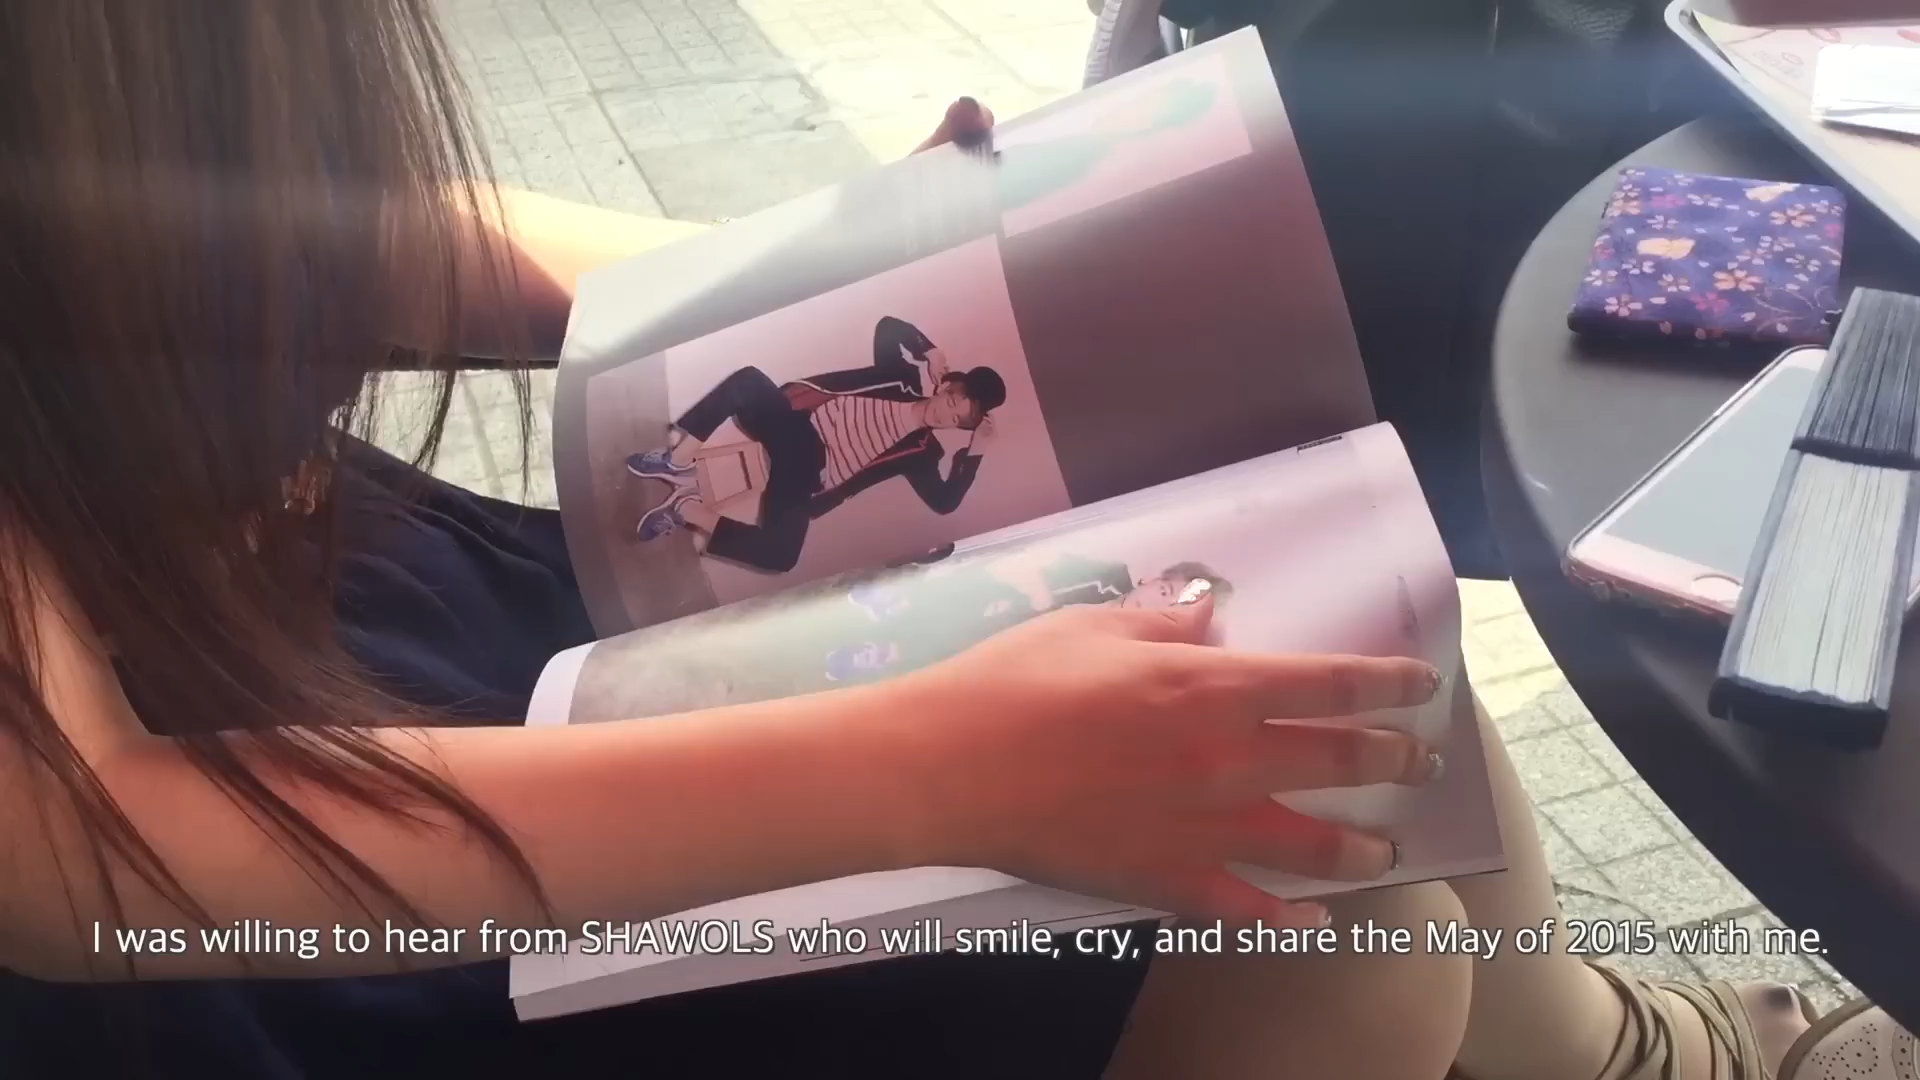 I was willing to hear from SHAWOLS who will smile, cry, and share the May of 2015 with me.